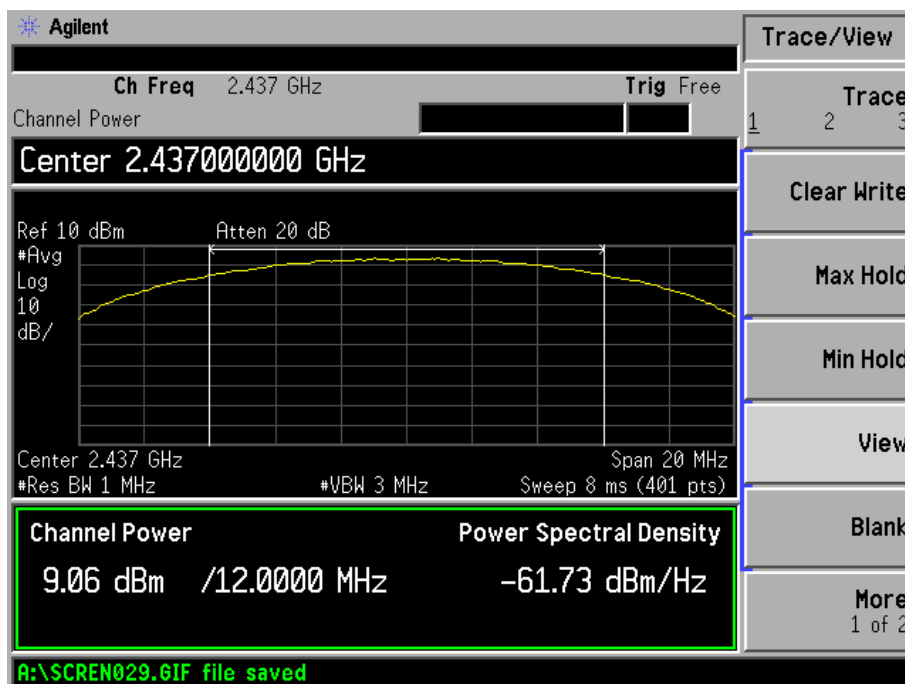 Agilent
Trace/View
Ch Freq 2.437 GHz Trig Free
Channel Power
Trace
1 2 3
Center 2.437000000 GHz
Clear Write
Ref 10 dBm Atten 20 dB
#Avg
Log
10
dB/
Max Hold
Min Hold
View
Center 2.437 GHz Span 20 MHz
#Res BW 1 MHz #VBW 3 MHz Sweep 8 ms (401 pts)
Channel Power Power Spectral Density
Blank
9.06 dBm /12.0000 MHz -61.73 dBm/Hz
More
1 of 2
A:\SCREN029.GIF file saved